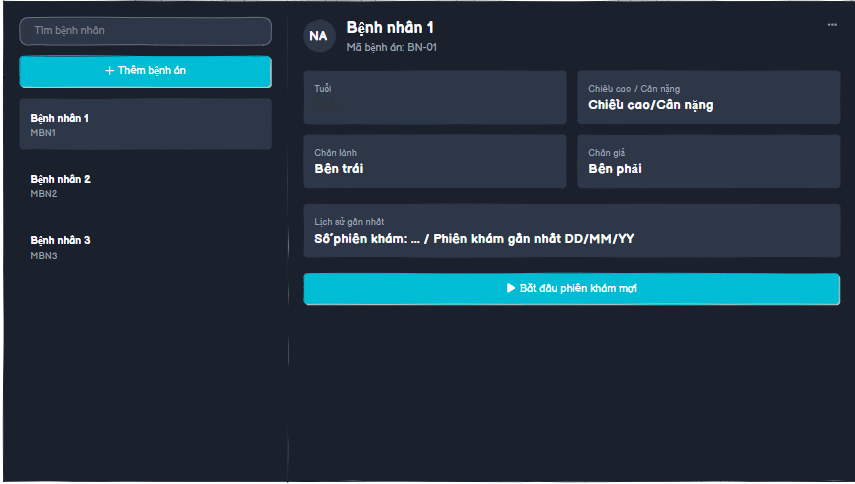 Tìm bệnh nhân
+ Thêm bệnh án
Bệnh nhân 1
MBN1
Bệnh nhân 2
MBN2
Bệnh nhân 3
MBN3
NA
Bệnh nhân 1
Mã bệnh án: BN-01
...
Tuổi
Chiều cao / Cân nặng
Chiều cao/Cân nặng
Chân lành
Bên trái
Chân giả
Bên phải
Lịch sử gần nhất
Số phiên khám: ... / Phiên khám gần nhất DD/MM/YY
▶ Bắt đầu phiên khám mới